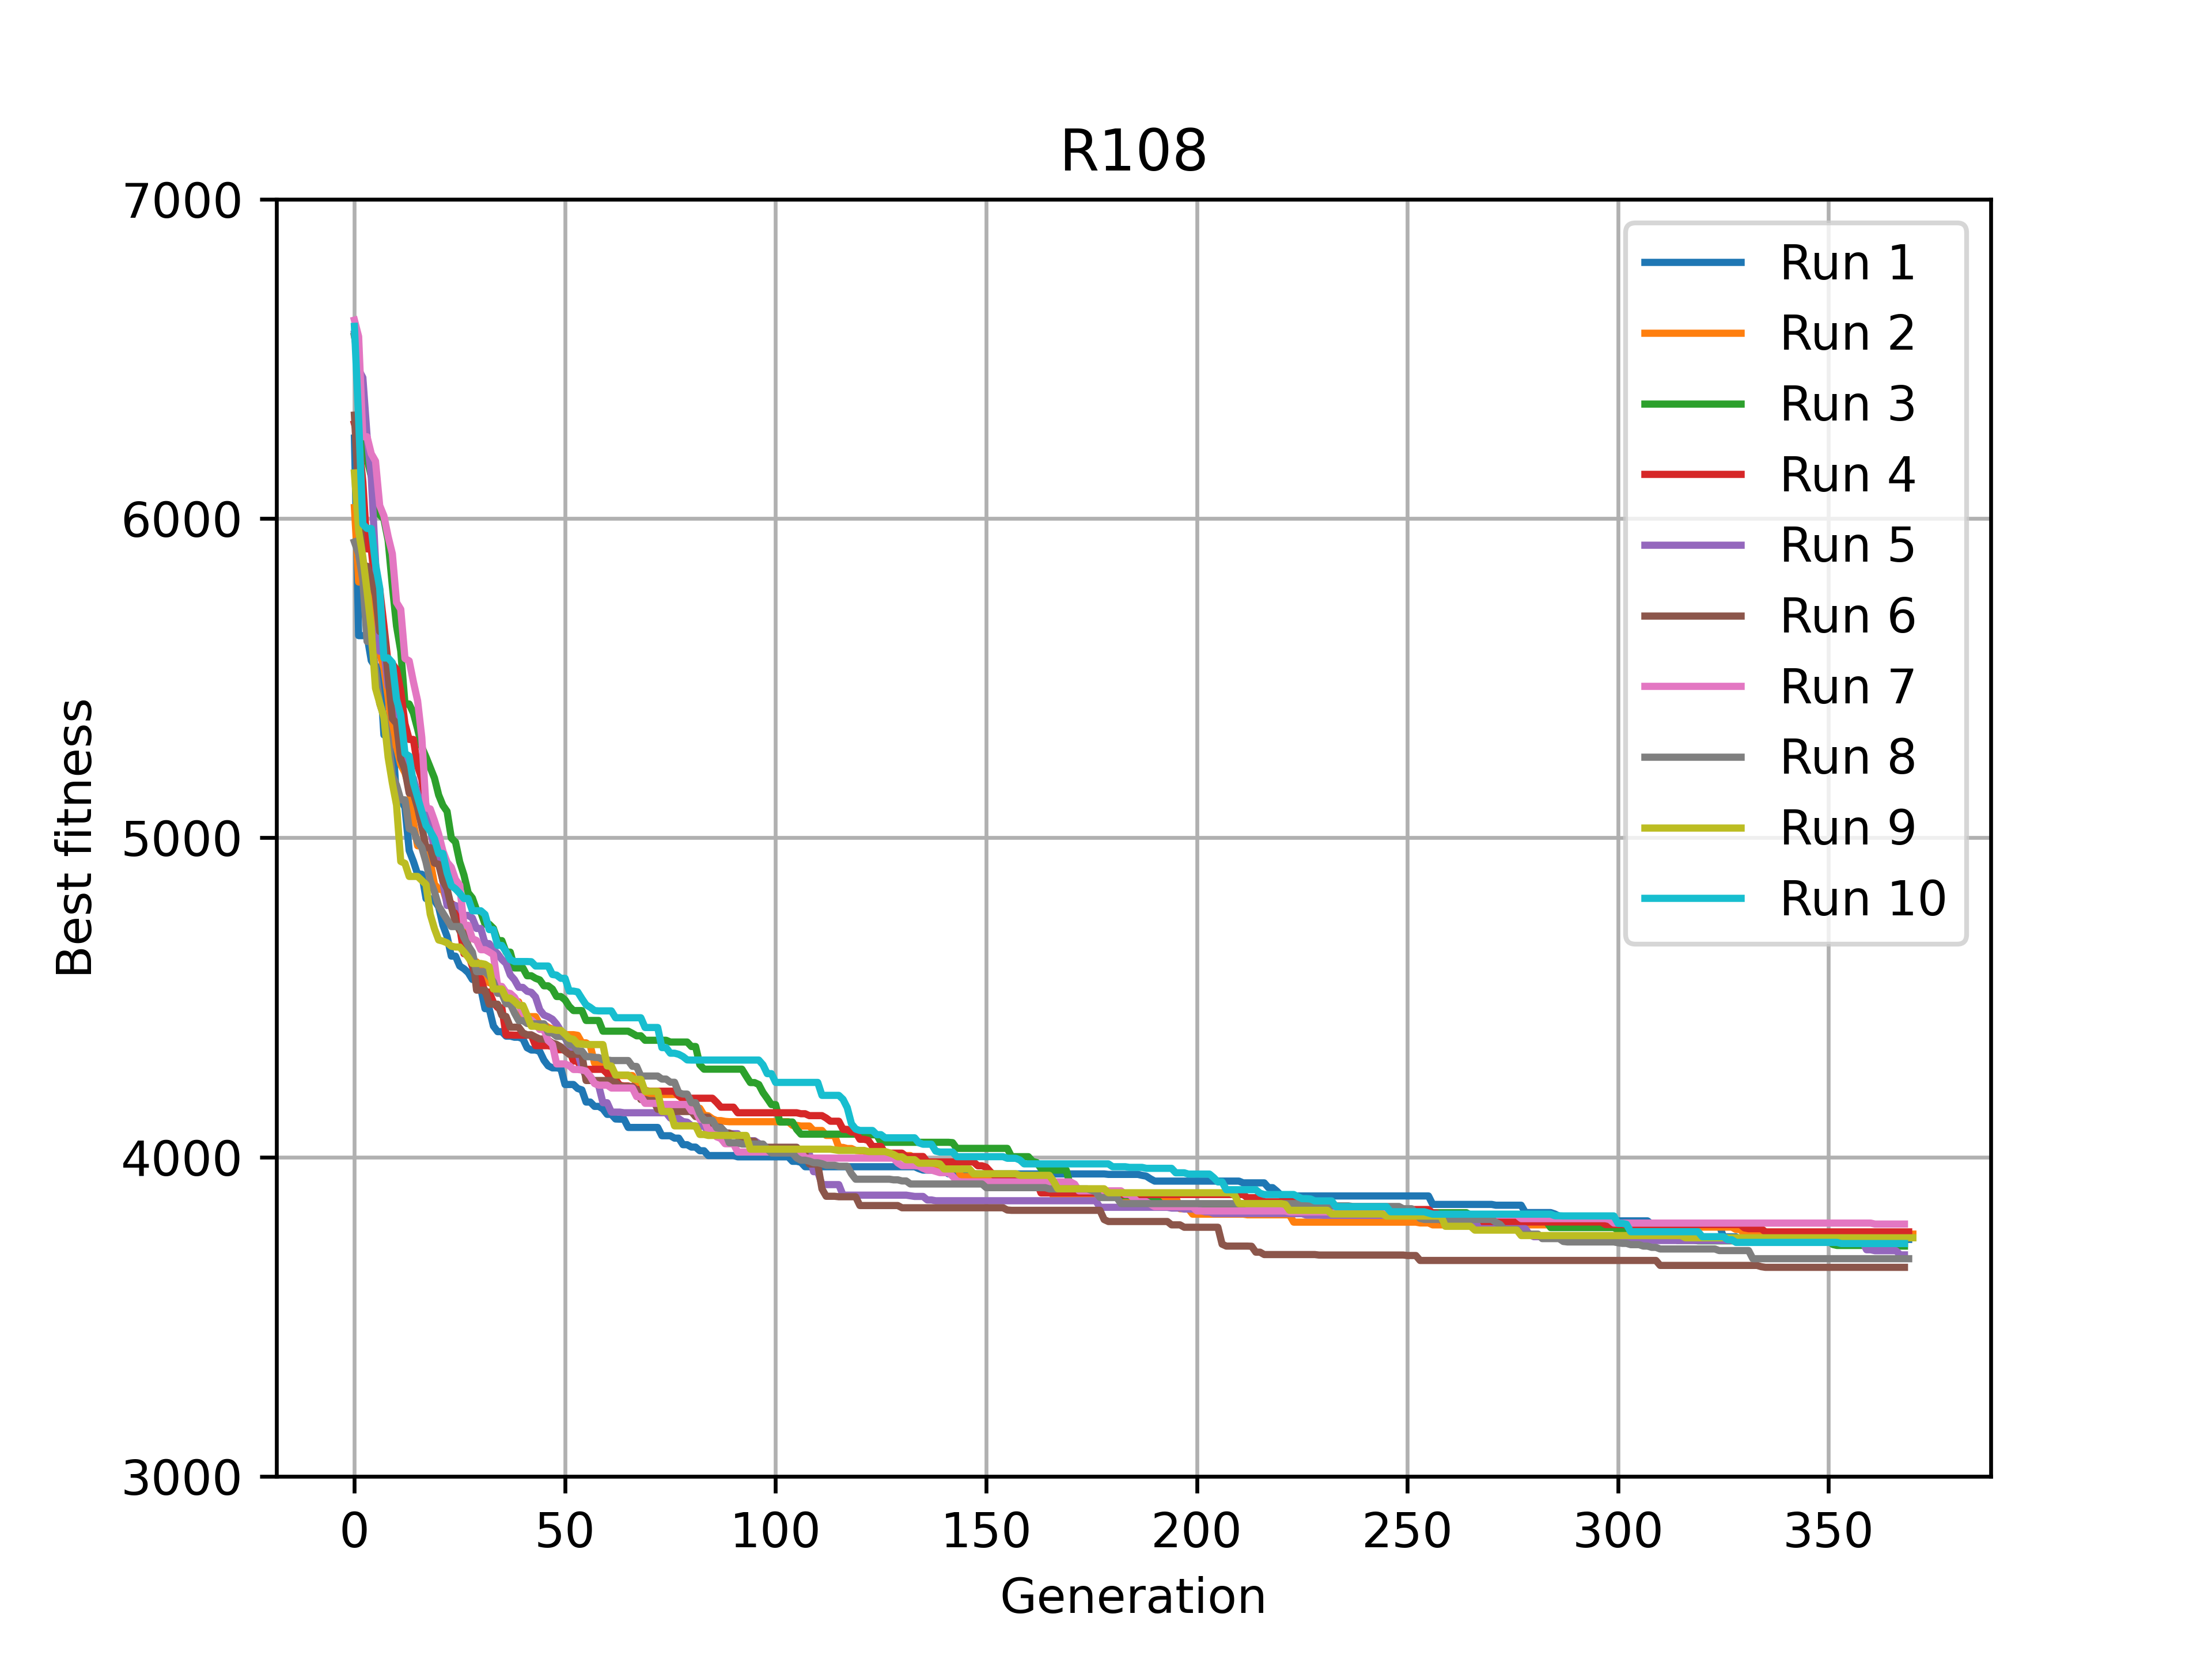 R108
7000
6000
5000
4000
3000
Best fitness
0 50 100 150 200 250 300 350
Generation
Run 1
Run 2
Run 3
Run 4
Run 5
Run 6
Run 7
Run 8
Run 9
Run 10